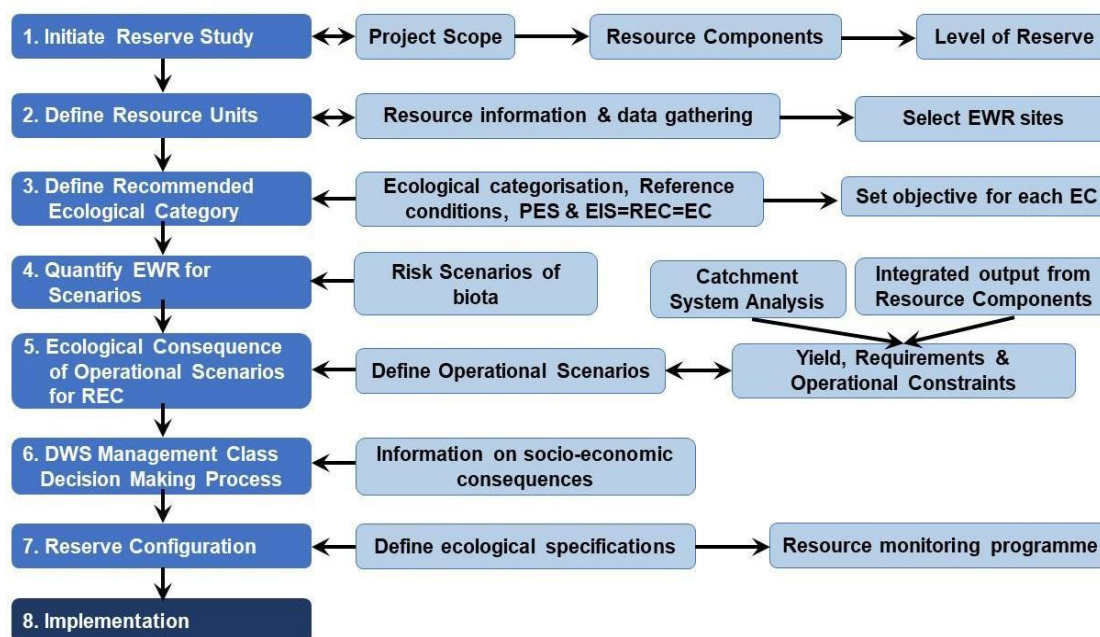 1. Initiate Reserve Study
Project Scope
Resource Components
Level of Reserve
2. Define Resource Units
Resource information & data gathering
Select EWR sites
3. Define Recommended
Ecological Category
Ecological categorisation, Reference
conditions, PES & EIS=REC=EC
Set objective for each EC
4. Quantify EWR for
Scenarios
Risk Scenarios of
biota
Catchment
System Analysis
Integrated output from
Resource Components
5. Ecological Consequence
of Operational Scenarios
for REC
Define Operational Scenarios
Yield, Requirements &
Operational Constraints
6. DWS Management Class
Decision Making Process
Information on socio-economic
consequences
7. Reserve Configuration
Define ecological specifications
Resource monitoring programme
8. Implementation